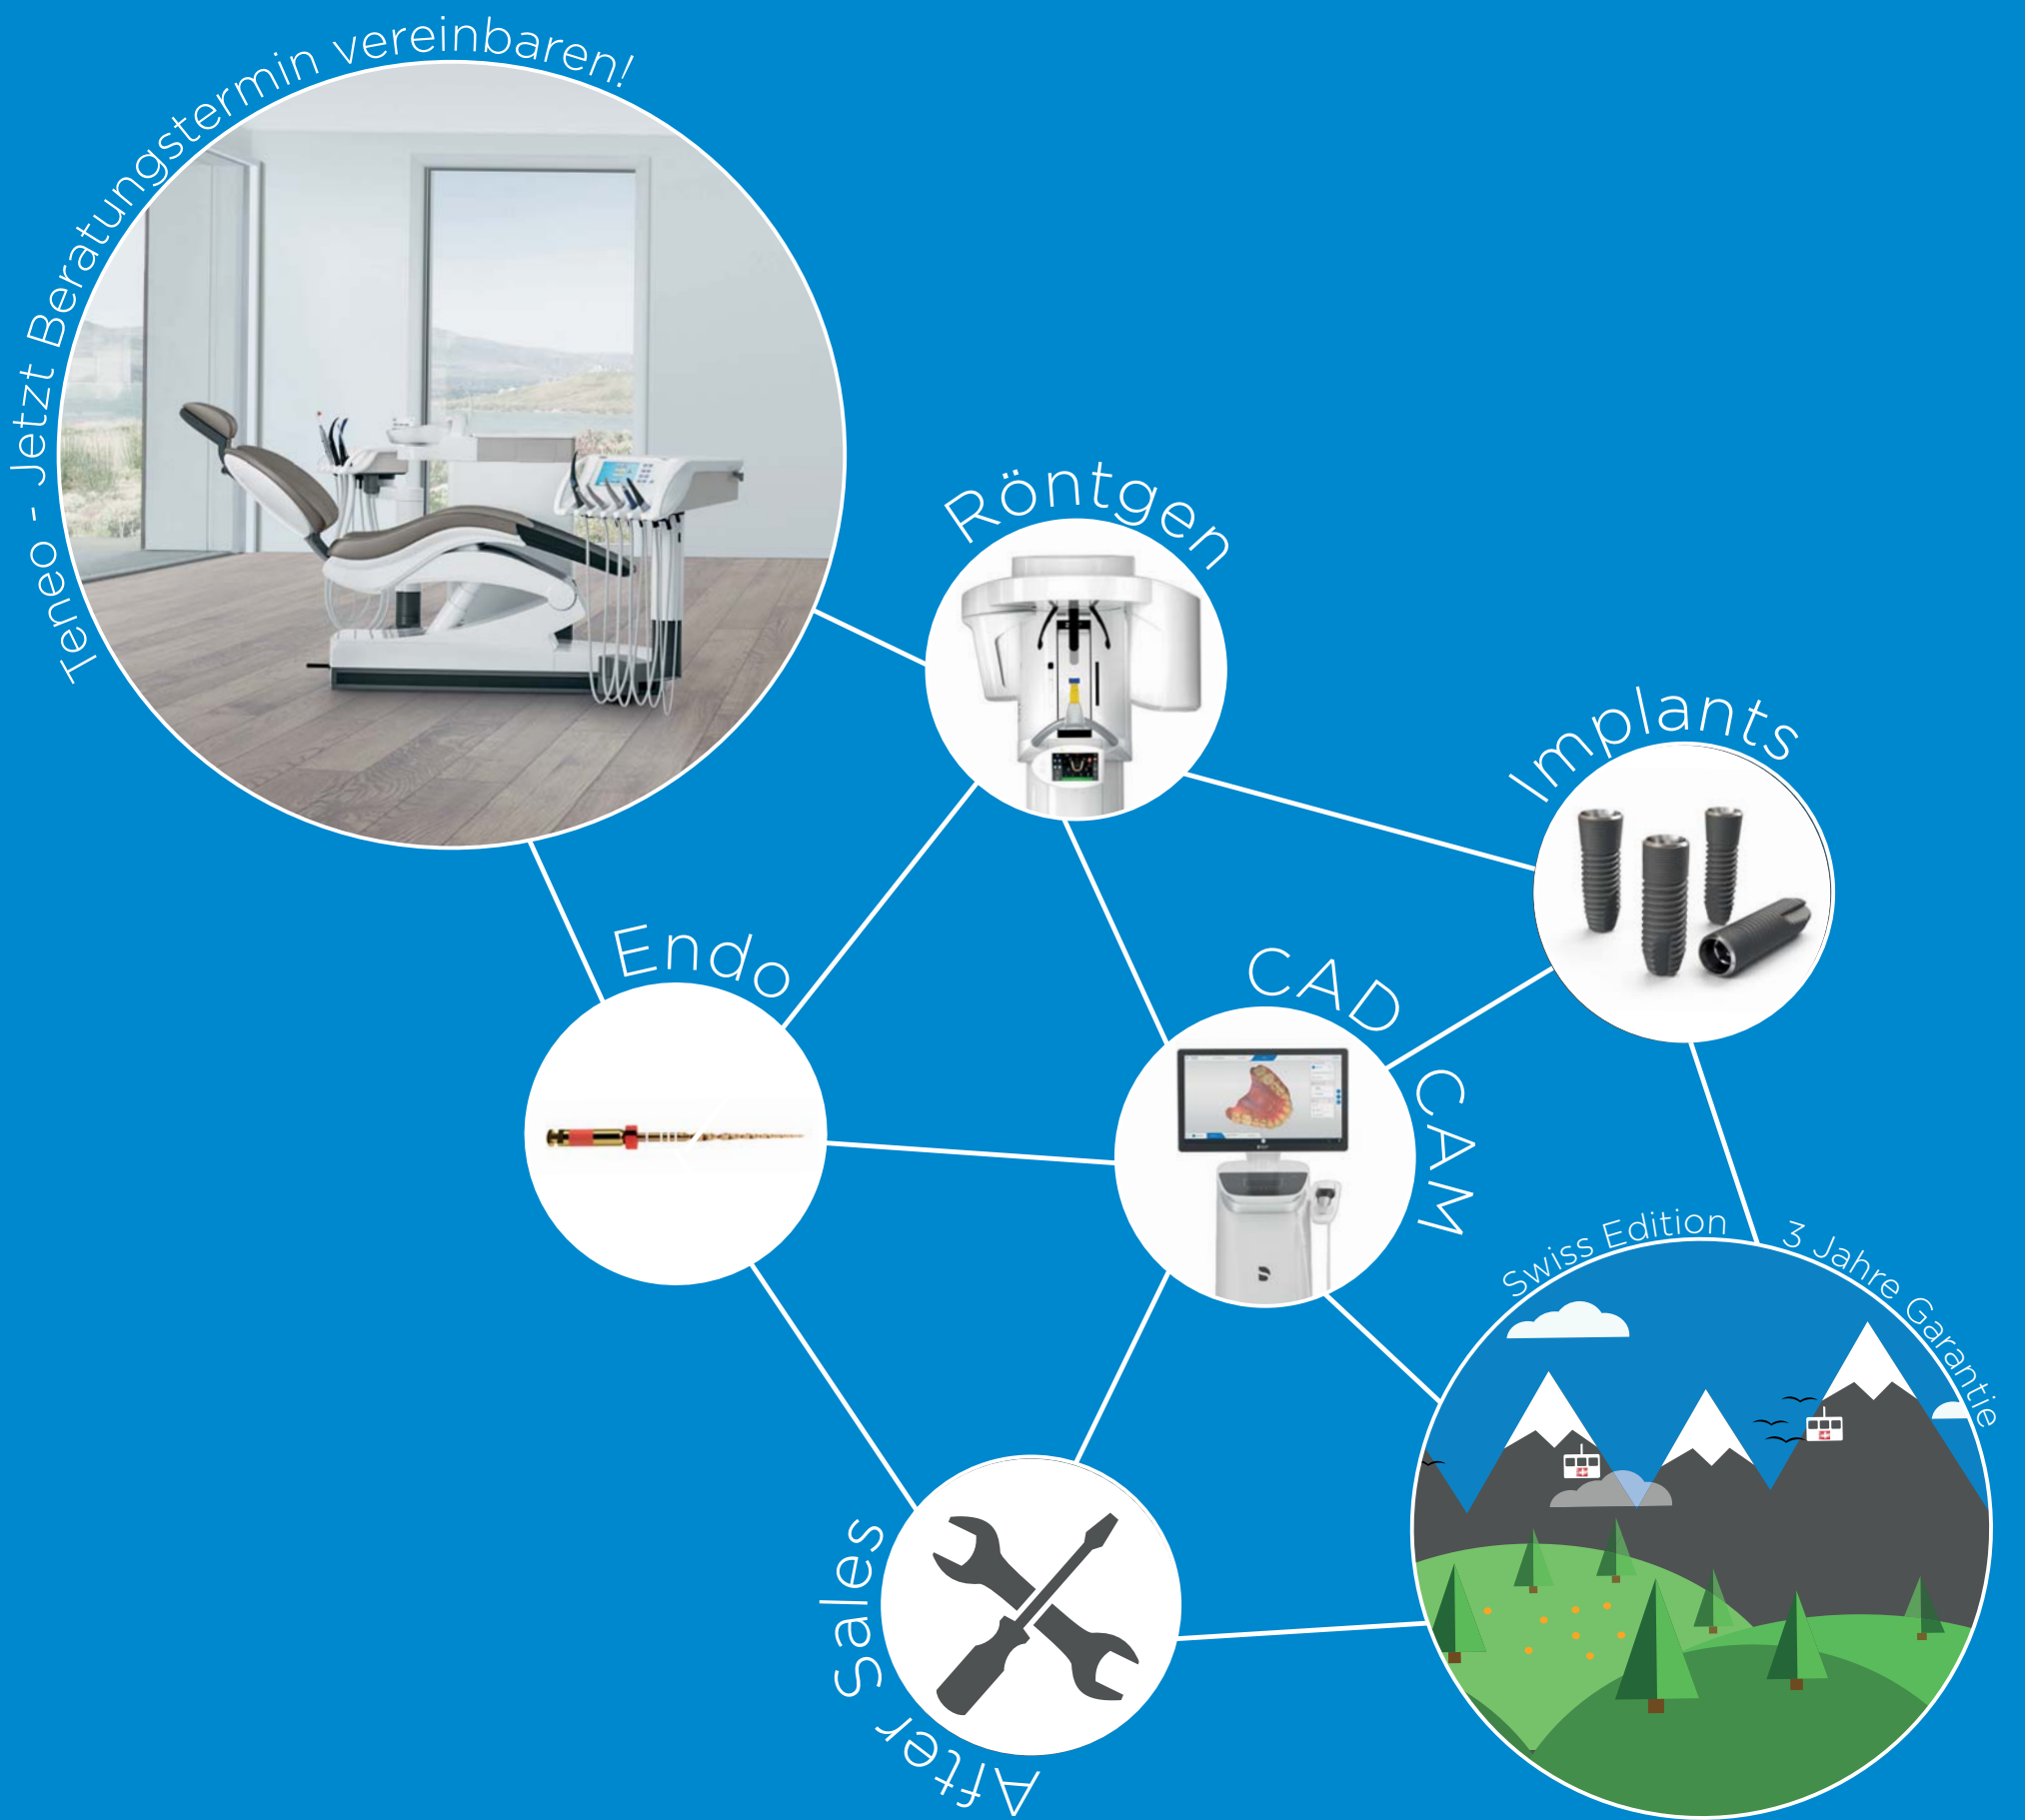 Teneo - Jetzt Beratungstermin vereinbaren!
Röntgen
Implants
Endo
CAD CAM
Swiss Edition 3 Jahre Garantie
After Sales